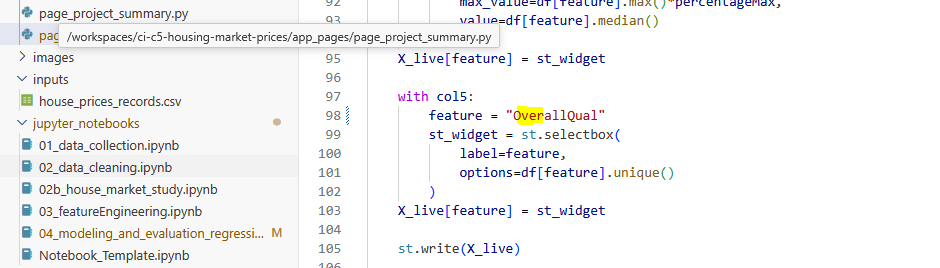 page_project_summary.py
pag
/workspaces/ci-c5-housing-market-prices/app_pages/page_project_summary.py
images
inputs
house_prices_records.csv
jupyter_notebooks
01_data_collection.ipynb
02_data_cleaning.ipynb
02b_house_market_study.ipynb
03_featureEngineering.ipynb
04_modeling_and_evaluation_regressi... M
Notebook_Template.ipynb
92 max_value=df[feature].max()*percentageMax,
93 value=df[feature].median()
95 X_live[feature] = st_widget
96
97 with col5:
98 feature = "OverallQual"
99 st_widget = st.selectbox(
100 label=feature,
101 options=df[feature].unique()
102 )
103 X_live[feature] = st_widget
104
105 st.write(X_live)